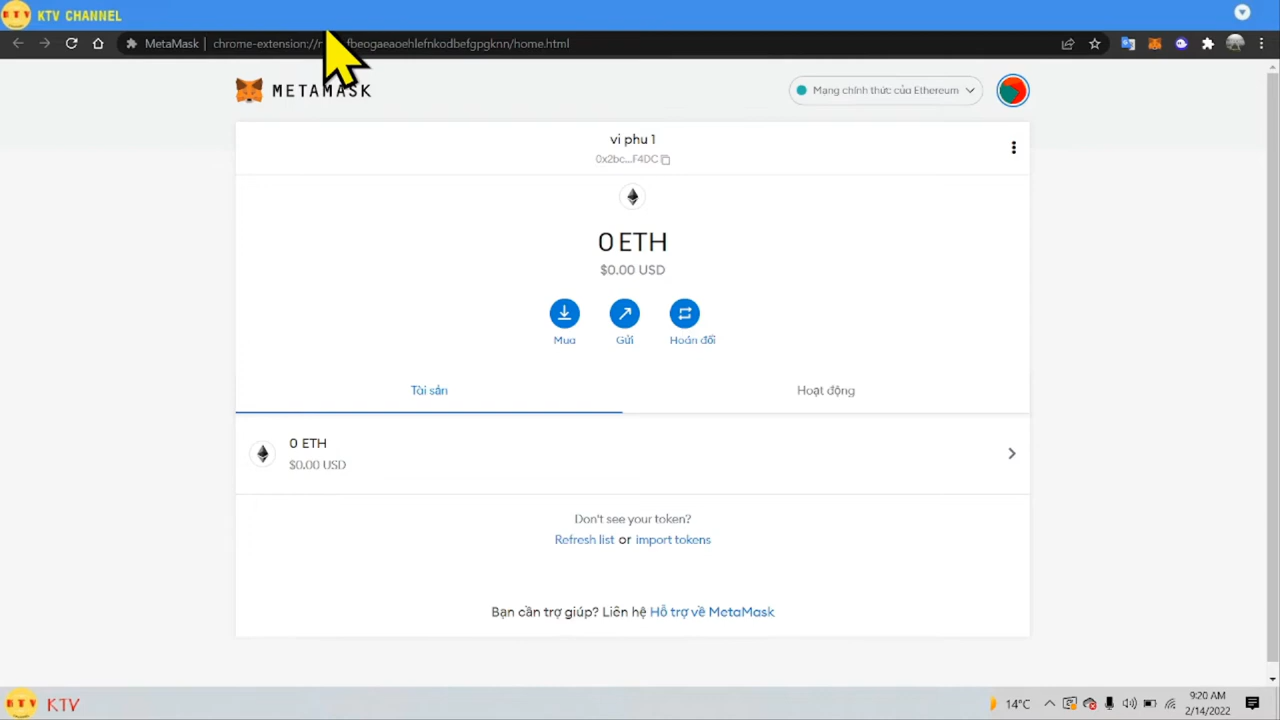 KTV CHANNEL
MetaMask | chrome-extension://n fbeogaeaoehlefnkodbefgpgknn/home.html
METAMASK
Mạng chính thức của Ethereum
vi phu 1
0x2bc...F4DC
0 ETH
$0.00 USD
Mua
Gửi
Hoán đổi
Tài sản
Hoạt động
0 ETH
$0.00 USD
Don't see your token?
Refresh list or import tokens
Bạn cần trợ giúp? Liên hệ Hỗ trợ về MetaMask
KTV KTV
14°C
9:20 AM
2/14/2022